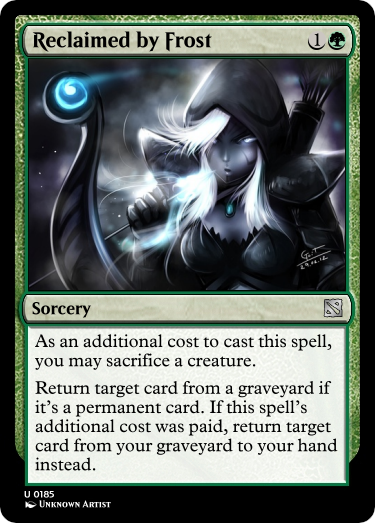 Reclaimed by Frost 1
Sorcery
As an additional cost to cast this spell,
you may sacrifice a creature.
Return target card from a graveyard if
it's a permanent card. If this spell's
additional cost was paid, return target
card from your graveyard to your hand
instead.
U 0185
Unknown Artist